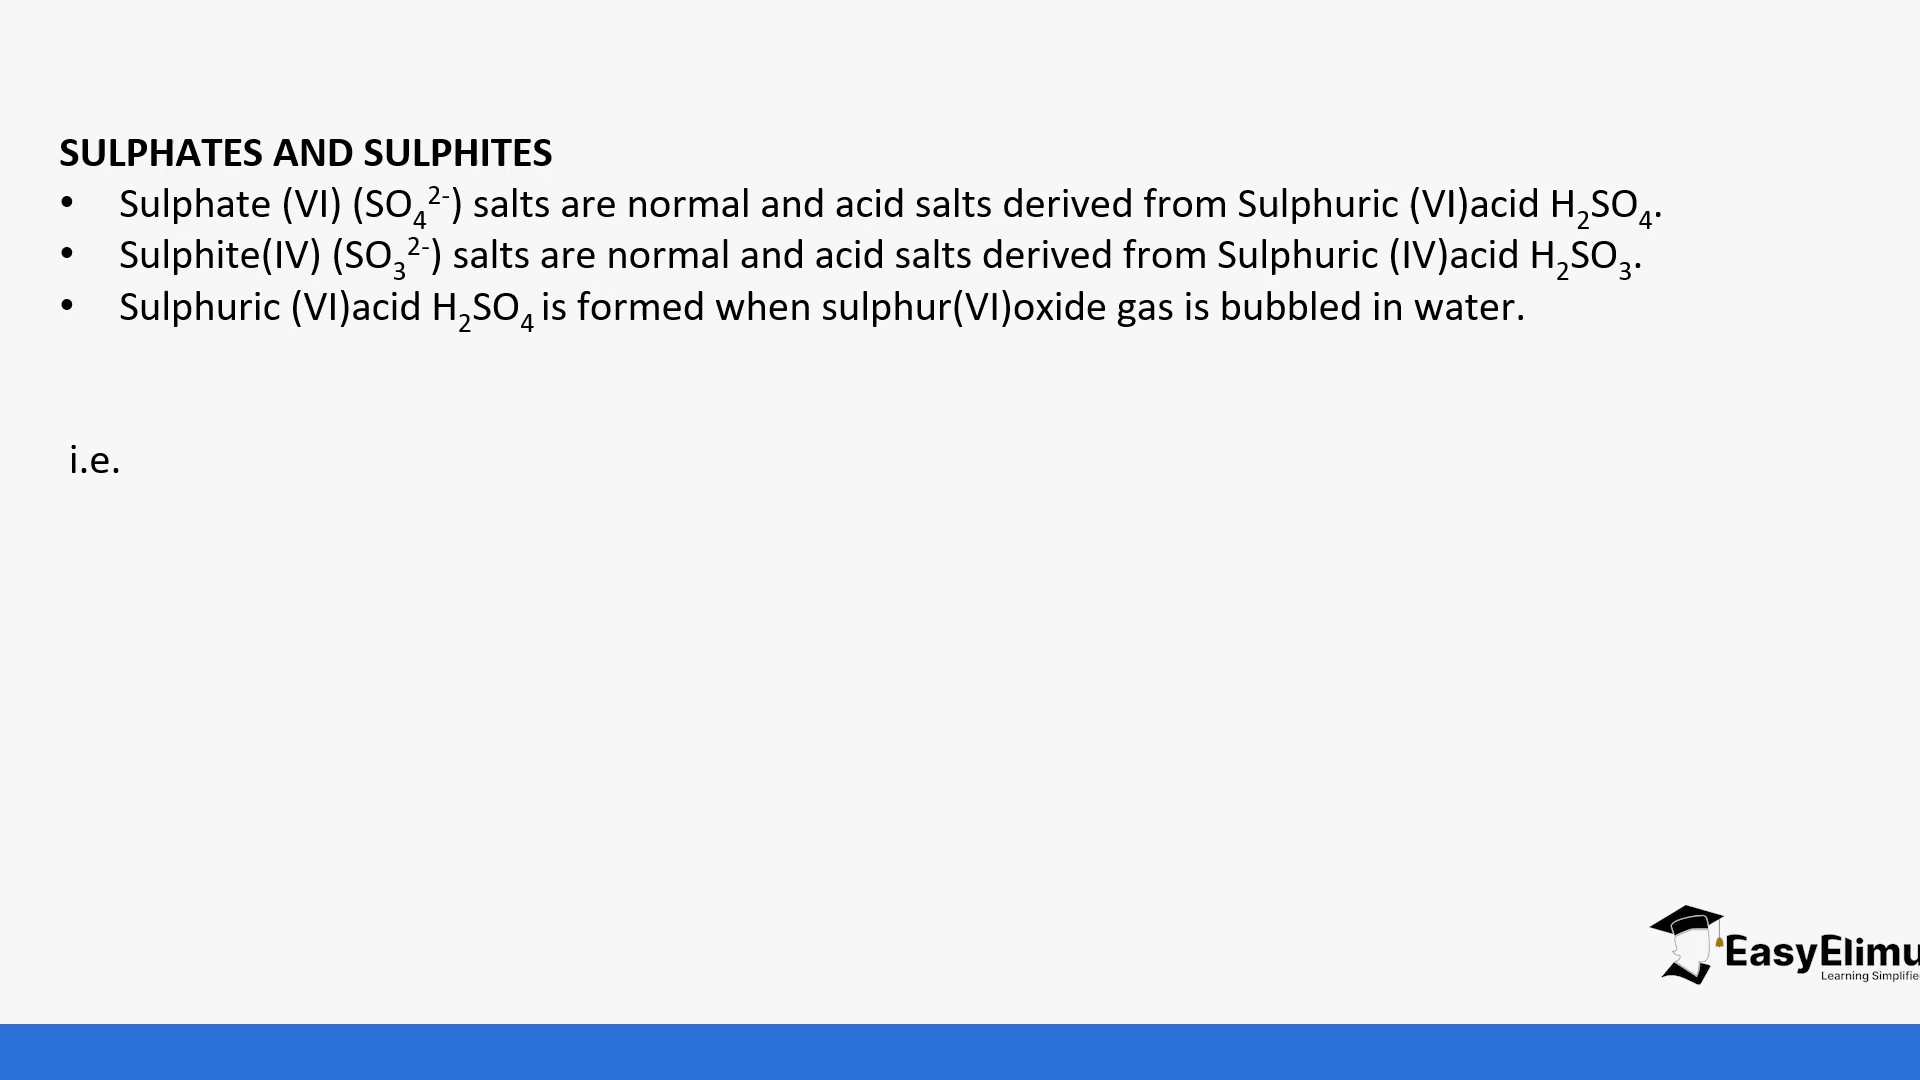 SULPHATES AND SULPHITES
• Sulphate (VI) (SO₄²⁻) salts are normal and acid salts derived from Sulphuric (VI)acid H₂SO₄.
• Sulphite(IV) (SO₃²⁻) salts are normal and acid salts derived from Sulphuric (IV)acid H₂SO₃.
• Sulphuric (VI)acid H₂SO₄ is formed when sulphur(VI)oxide gas is bubbled in water.
i.e.
EasyElimu
Learning Simplifie